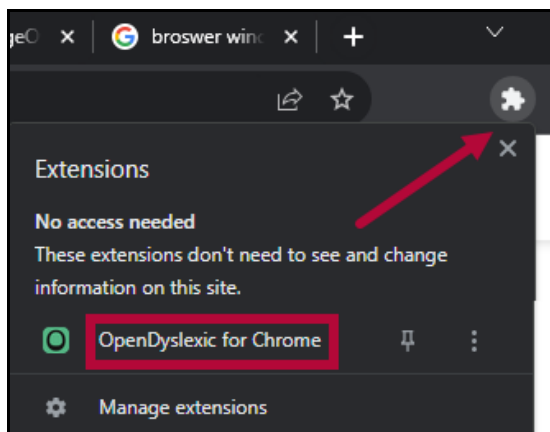 geO
broswer winc
Extensions
No access needed
These extensions don't need to see and change
information on this site.
OpenDyslexic for Chrome
Manage extensions